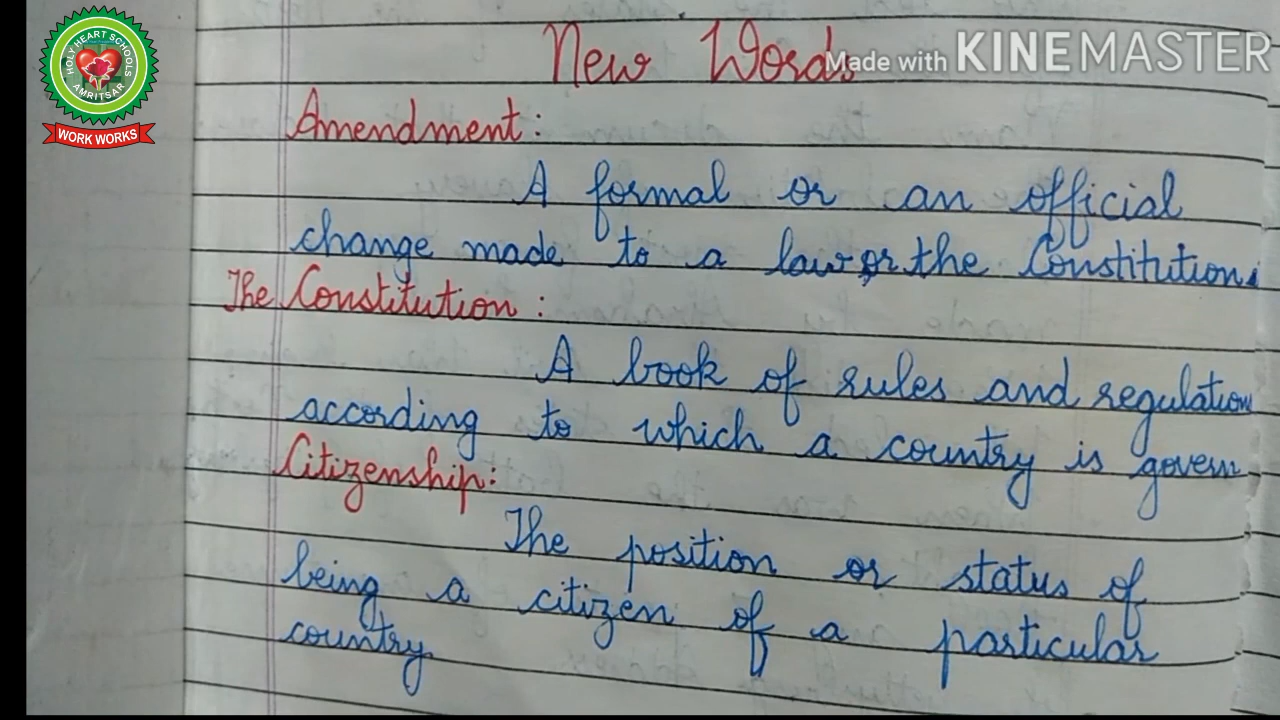 HOLY HEART SCHOOLS
AMRITSAR
WORK WORKS
Made with KINEMASTER
New Words
Amendment :
A formal or an official
change made to a law or the Constitution.
The Constitution :
A book of rules and regulation
according to which a country is govern
Citizenship:
The position or status of
being a citizen of a particular
country.